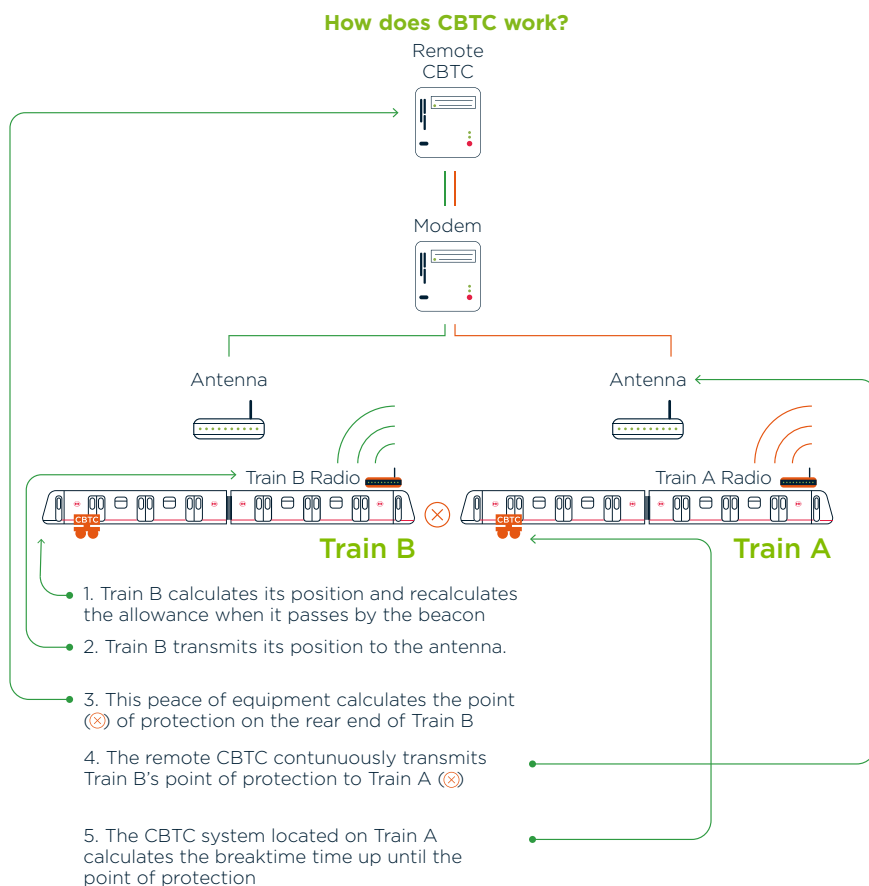 How does CBTC work?
Remote
CBTC
Modem
Antenna
Antenna
Train B Radio
Train A Radio
CBTC
CBTC
Train B
Train A
1. Train B calculates its position and recalculates
the allowance when it passes by the beacon
2. Train B transmits its position to the antenna.
3. This peace of equipment calculates the point
(ⓧ) of protection on the rear end of Train B
4. The remote CBTC contunuously transmits
Train B's point of protection to Train A (ⓧ)
5. The CBTC system located on Train A
calculates the breaktime time up until the
point of protection